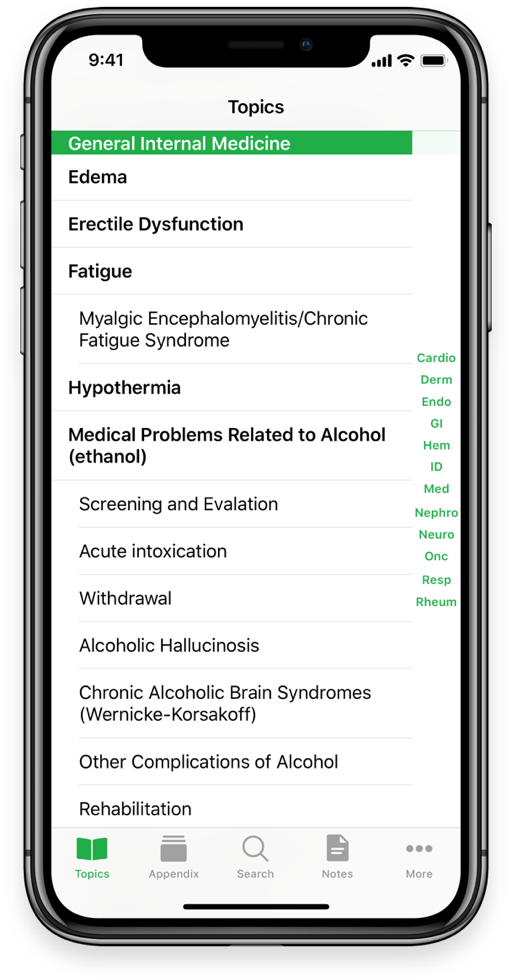 9:41
Topics
General Internal Medicine
Edema
Erectile Dysfunction
Fatigue
Myalgic Encephalomyelitis/Chronic
Fatigue Syndrome
Hypothermia
Medical Problems Related to Alcohol
(ethanol)
Screening and Evalation
Acute intoxication
Withdrawal
Alcoholic Hallucinosis
Chronic Alcoholic Brain Syndromes
(Wernicke-Korsakoff)
Other Complications of Alcohol
Rehabilitation
Cardio
Derm
Endo
GI
Hem
ID
Med
Nephro
Neuro
Onc
Resp
Rheum
Topics
Appendix
Search
Notes
More